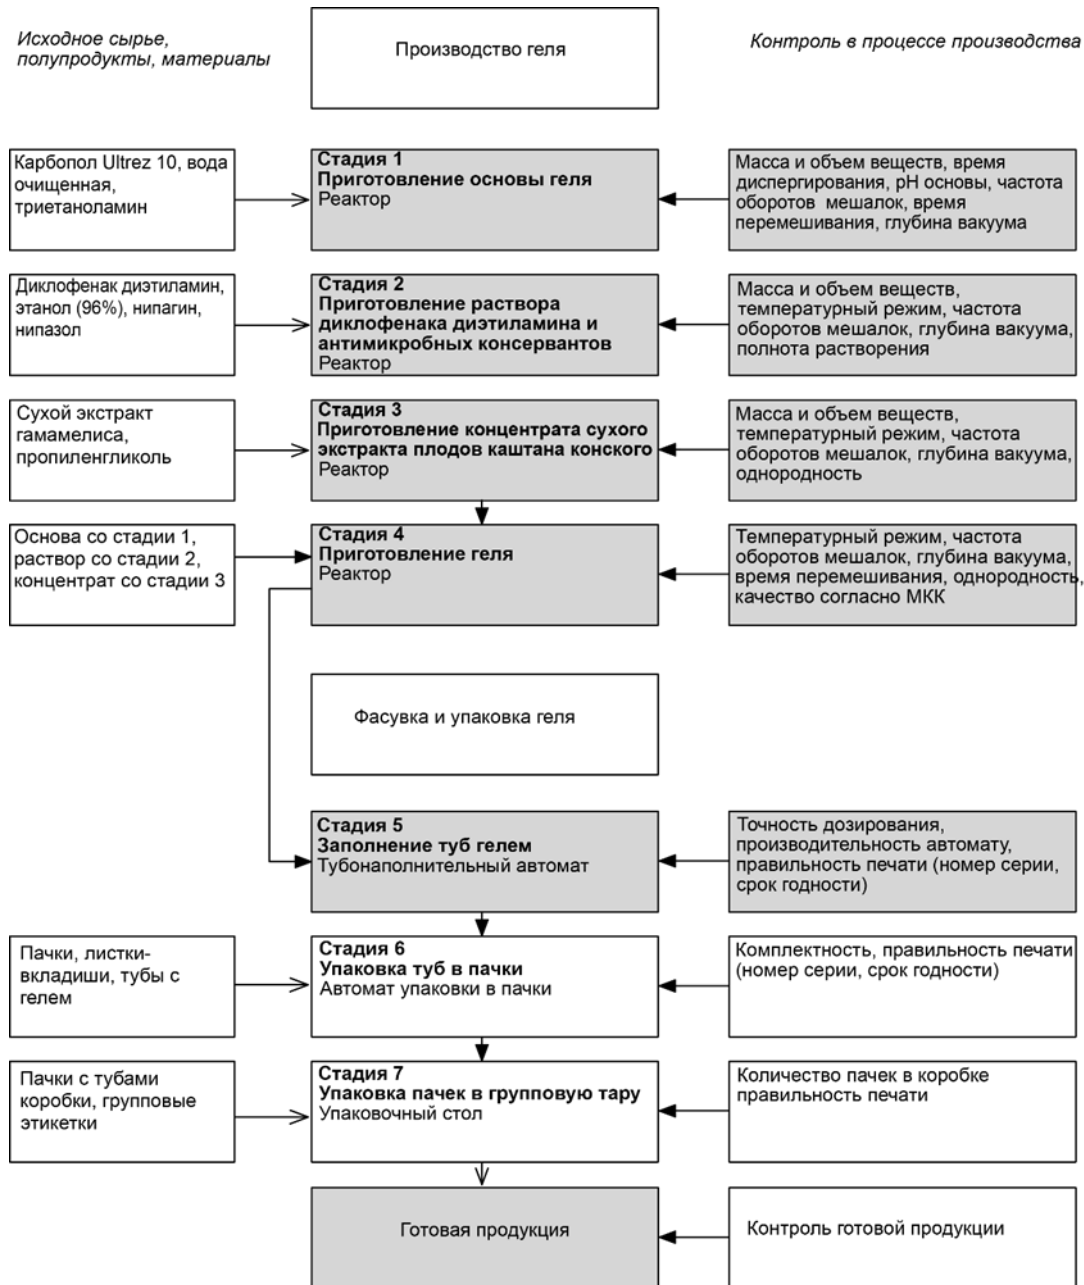 Исходное сырье,
полупродукты, материалы
Производство геля
Контроль в процессе производства
Карбопол Ultrez 10, вода
очищенная,
триетаноламин
Стадия 1
Приготовление основы геля
Реактор
Масса и объем веществ, время
диспергирования, pH основы, частота
оборотов мешалок, время
перемешивания, глубина вакуума
Диклофенак диэтиламин,
этанол (96%), нипагин,
нипазол
Стадия 2
Приготовление раствора
диклофенака диэтиламина и
антимикробных консервантов
Реактор
Масса и объем веществ,
температурный режим, частота
оборотов мешалок, глубина вакуума,
полнота растворения
Сухой экстракт
гамамелиса,
пропиленгликоль
Стадия 3
Приготовление концентрата сухого
экстракта плодов каштана конского
Реактор
Масса и объем веществ,
температурный режим, частота
оборотов мешалок, глубина вакуума,
однородность
Основа со стадии 1,
раствор со стадии 2,
концентрат со стадии 3
Стадия 4
Приготовление геля
Реактор
Температурный режим, частота
оборотов мешалок, глубина вакуума,
время перемешивания, однородность,
качество согласно МКК
Фасувка и упаковка геля
Стадия 5
Заполнение туб гелем
Тубонаполнительный автомат
Точность дозирования,
производительность автомату,
правильность печати (номер серии,
срок годности)
Пачки, листки-
вкладиши, тубы с
гелем
Стадия 6
Упаковка туб в пачки
Автомат упаковки в пачки
Комплектность, правильность печати
(номер серии, срок годности)
Пачки с тубами
коробки, групповые
этикетки
Стадия 7
Упаковка пачек в групповую тару
Упаковочный стол
Количество пачек в коробке
правильность печати
Готовая продукция
Контроль готовой продукции